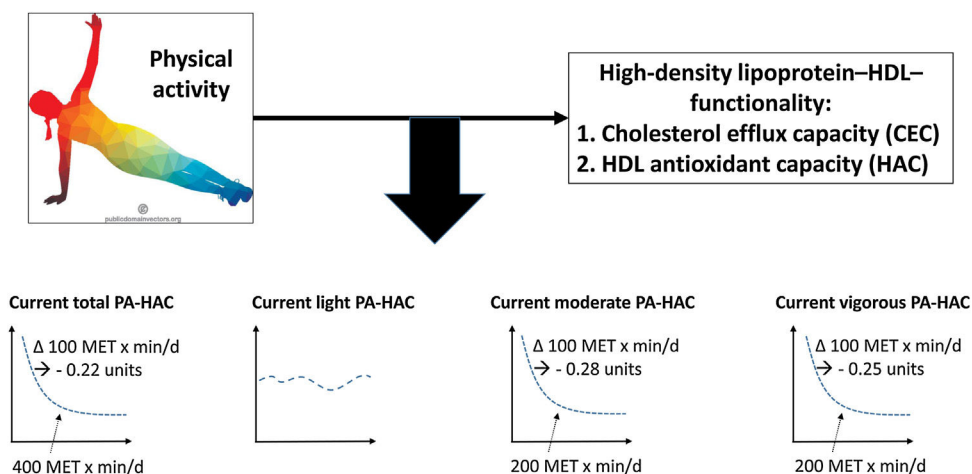 Physical
activity
©
publicdomainvectors.org
High-density lipoprotein–HDL–
functionality:
1. Cholesterol efflux capacity (CEC)
2. HDL antioxidant capacity (HAC)
Current total PA-HAC
Δ 100 MET x min/d
→ - 0.22 units
400 MET x min/d
Current light PA-HAC
Current moderate PA-HAC
Δ 100 MET x min/d
→ - 0.28 units
200 MET x min/d
Current vigorous PA-HAC
Δ 100 MET x min/d
→ - 0.25 units
200 MET x min/d